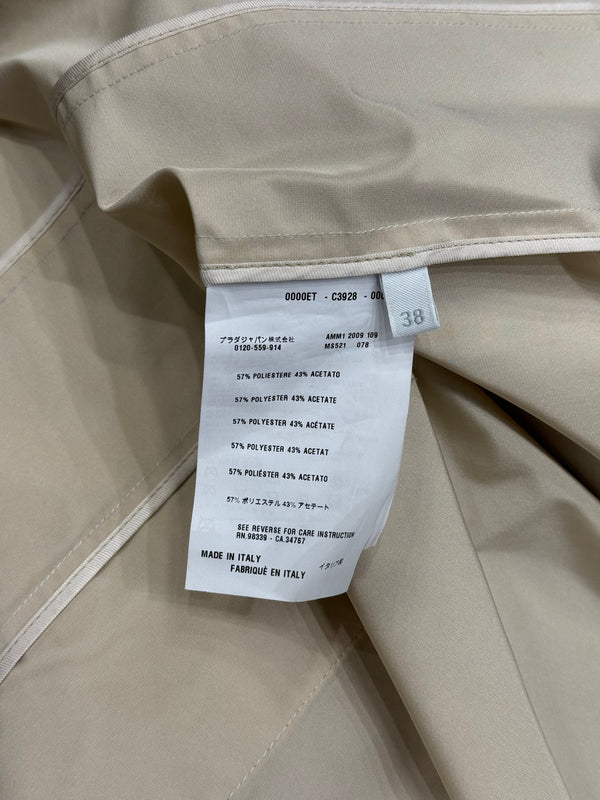 0000ET - C3928 - 00
38
プラダジャパン株式会社 AMM1 2009 109
0120-559-914 MS521 078
57% POLIESTERE 43% ACETATO
57% POLYESTER 43% ACETATE
57% POLYESTER 43% ACÉTATE
57% POLYESTER 43% ACETAT
57% POLIÉSTER 43% ACETATO
57% ポリエステル 43% アセテート
SEE REVERSE FOR CARE INSTRUCTION
RN.98339 - CA.34767
MADE IN ITALY
FABRIQUÉ EN ITALY イタリア製